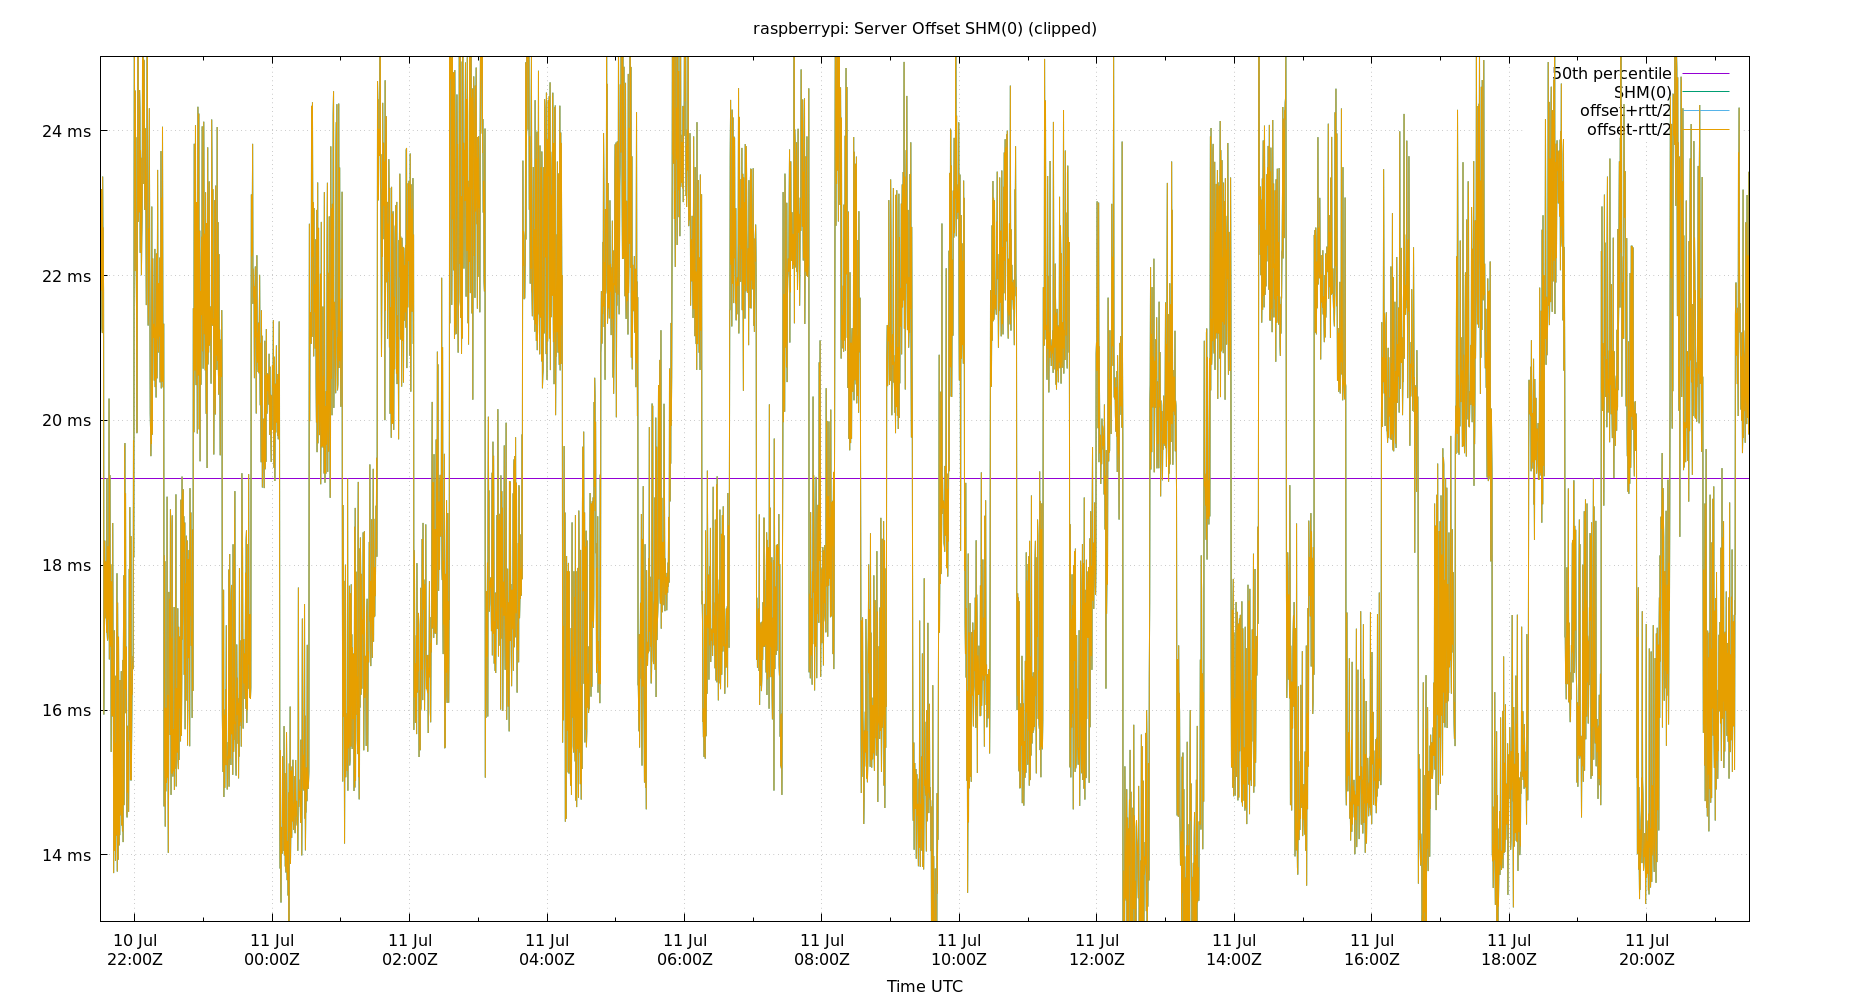 raspberrypi: Server Offset SHM(0) (clipped)
50th percentile
SHM(0)
offset+rtt/2
offset-rtt/2
24 ms
22 ms
20 ms
18 ms
16 ms
14 ms
10 Jul 11 Jul 11 Jul 11 Jul 11 Jul 11 Jul 11 Jul 11 Jul 11 Jul 11 Jul 11 Jul 11 Jul
22:00Z 00:00Z 02:00Z 04:00Z 06:00Z 08:00Z 10:00Z 12:00Z 14:00Z 16:00Z 18:00Z 20:00Z
Time UTC